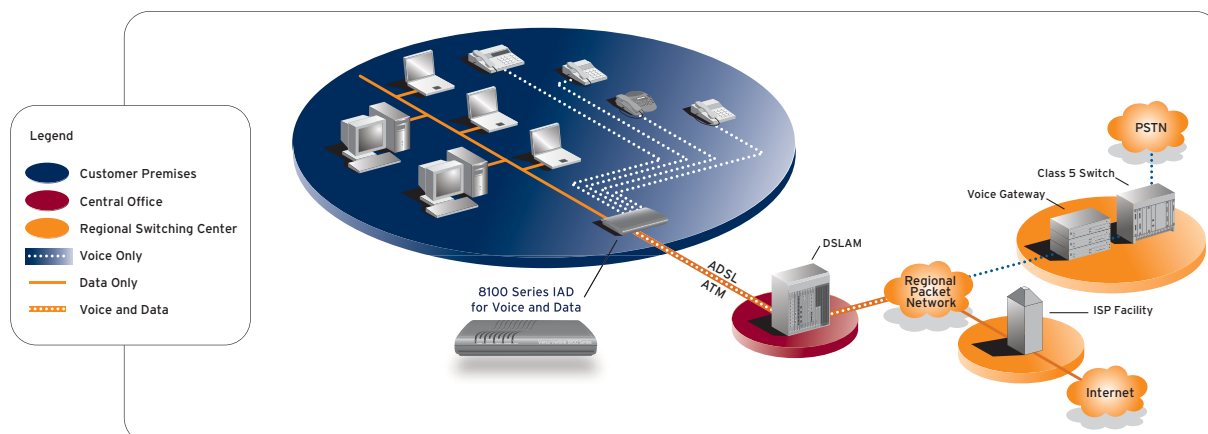 Legend
Customer Premises
Central Office
Regional Switching Center
Voice Only
Data Only
Voice and Data
8100 Series IAD
for Voice and Data
ADSL
ATM
DSLAM
Regional
Packet
Network
Voice Gateway
Class 5 Switch
PSTN
ISP Facility
Internet